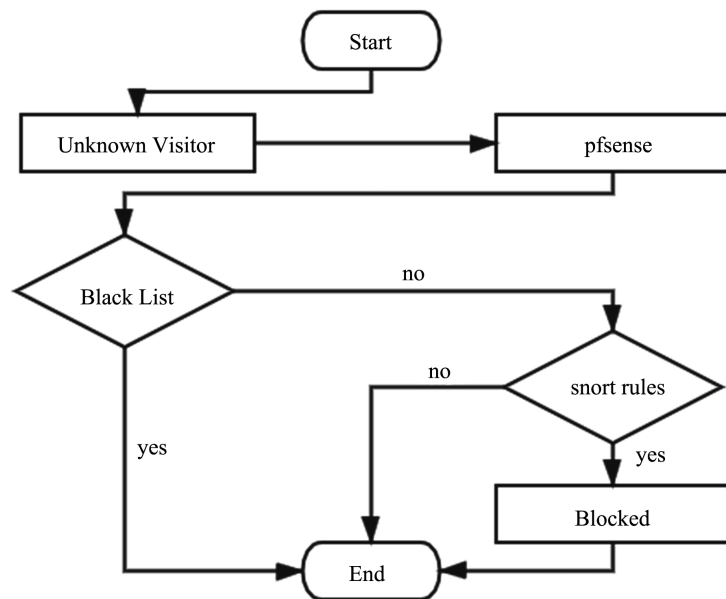 Start
Unknown Visitor
pfsense
Black List
no
no
snort rules
yes
yes
Blocked
End